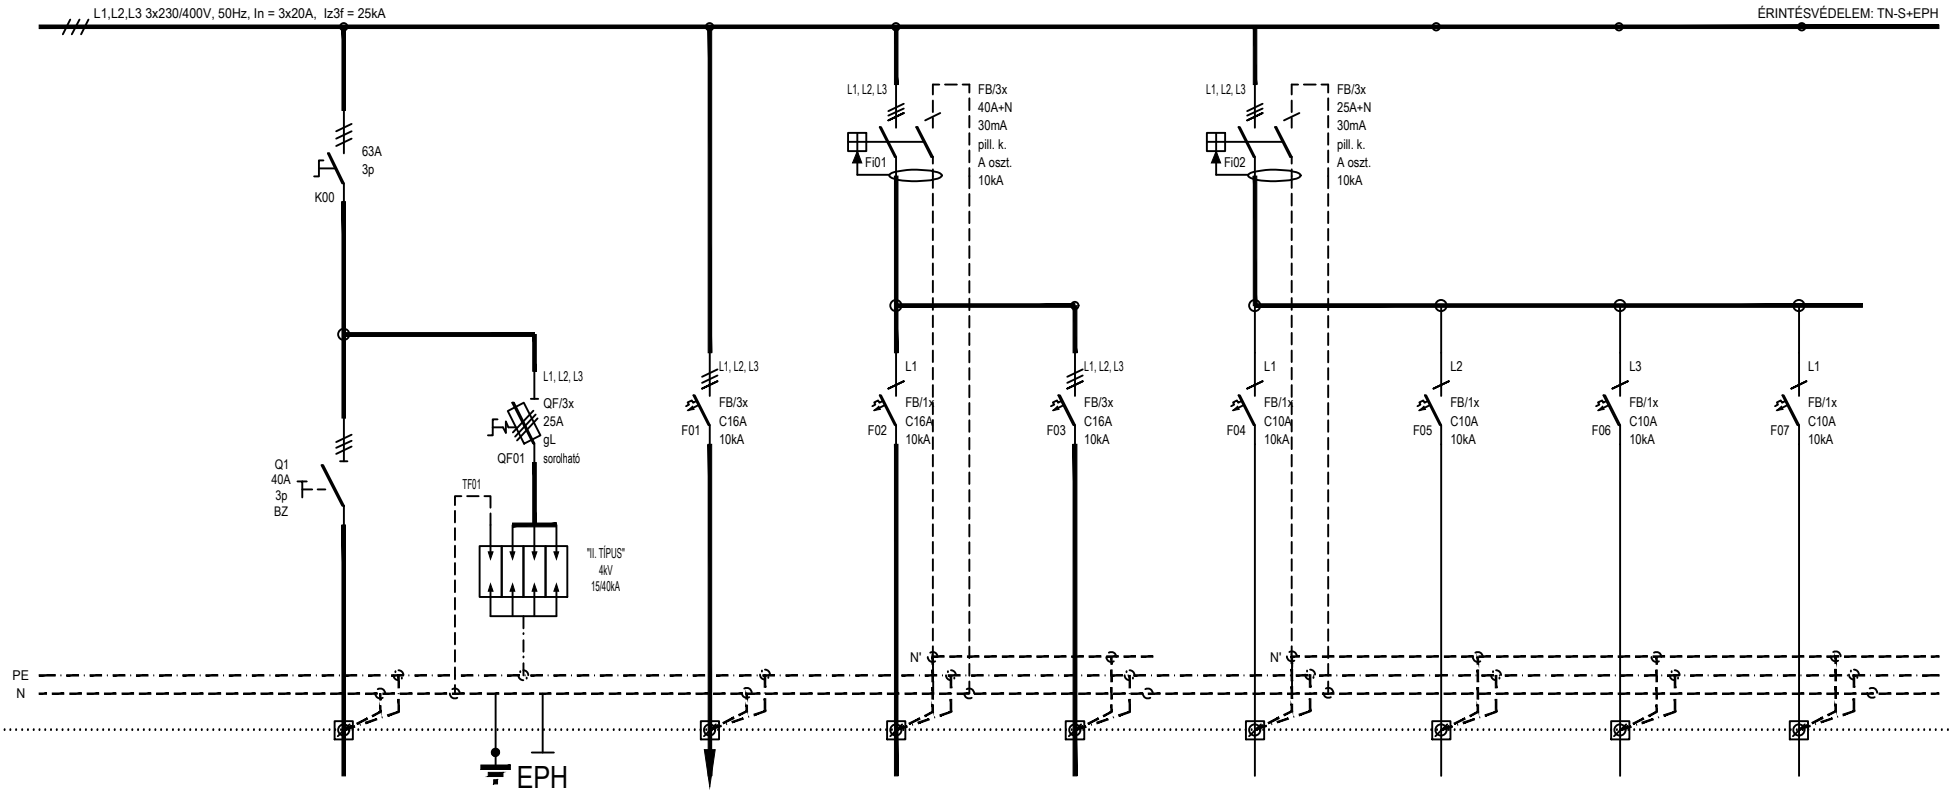 L1,L2,L3 3x230/400V, 50Hz, In = 3x20A, Iz3f = 25kA
ÉRINTÉSVÉDELEM: TN-S+EPH
63A
3p
K00
L1, L2, L3
QF/3x
25A
gL
sorolható
QF01
Q1
40A
3p
BZ
TF01
"II. TÍPUS"
4kV
15/40kA
L1, L2, L3
FB/3x
C16A
10kA
F01
L1, L2, L3
FB/3x
40A+N
30mA
pill. k.
A oszt.
10kA
Fi01
L1
FB/1x
C16A
10kA
F02
L1, L2, L3
FB/3x
C16A
10kA
F03
L1, L2, L3
FB/3x
25A+N
30mA
pill. k.
A oszt.
10kA
Fi02
L1
FB/1x
C10A
10kA
F04
L2
FB/1x
C10A
10kA
F05
L3
FB/1x
C10A
10kA
F06
L1
FB/1x
C10A
10kA
F07
N'
N'
PE
N
EPH